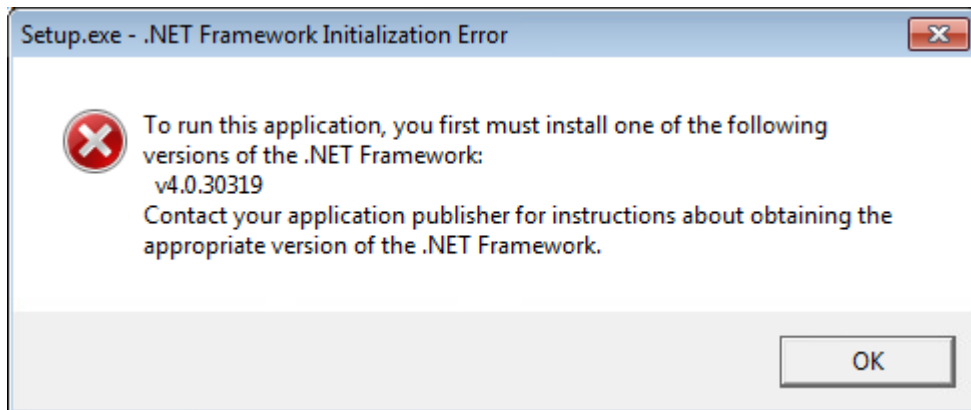 Setup.exe - .NET Framework Initialization Error
To run this application, you first must install one of the following
versions of the .NET Framework:
v4.0.30319
Contact your application publisher for instructions about obtaining the
appropriate version of the .NET Framework.
OK